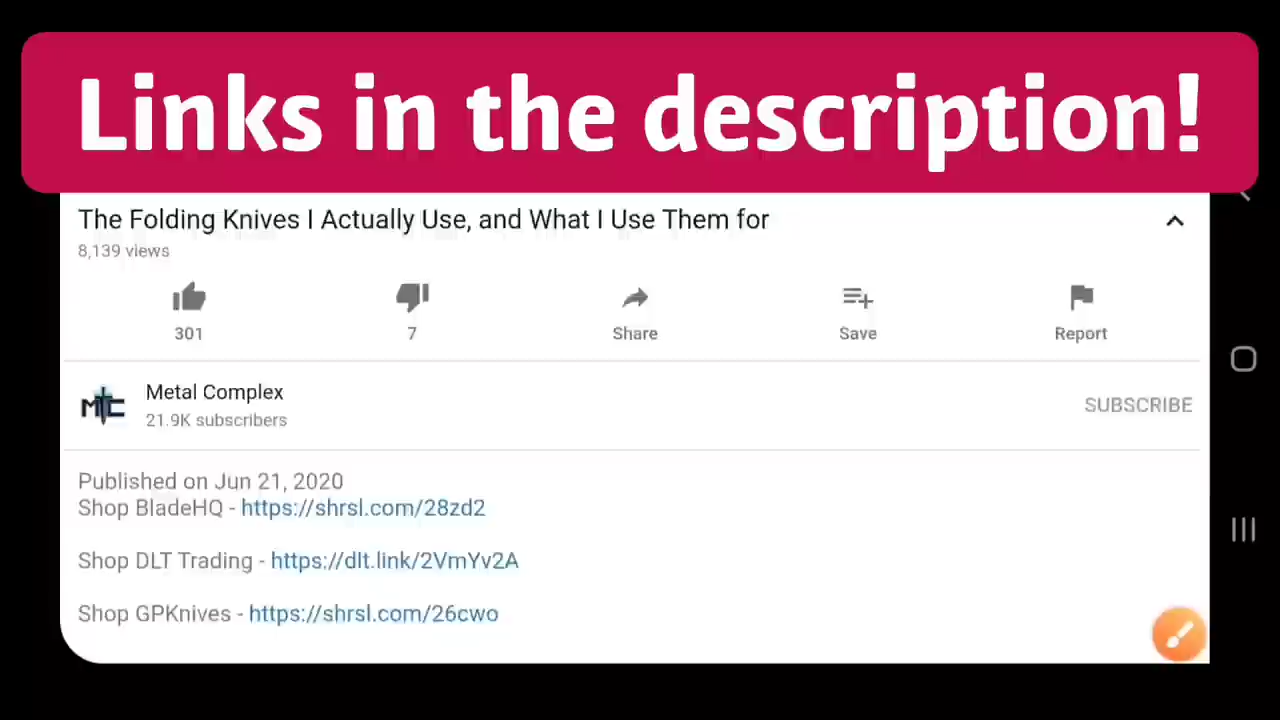 Links in the description!
The Folding Knives I Actually Use, and What I Use Them for
8,139 views
301
7
Share
Save
Report
MTC
Metal Complex
21.9K subscribers
SUBSCRIBE
Published on Jun 21, 2020
Shop BladeHQ - https://shrsl.com/28zd2
Shop DLT Trading - https://dlt.link/2VmYv2A
Shop GPKnives - https://shrsl.com/26cwo